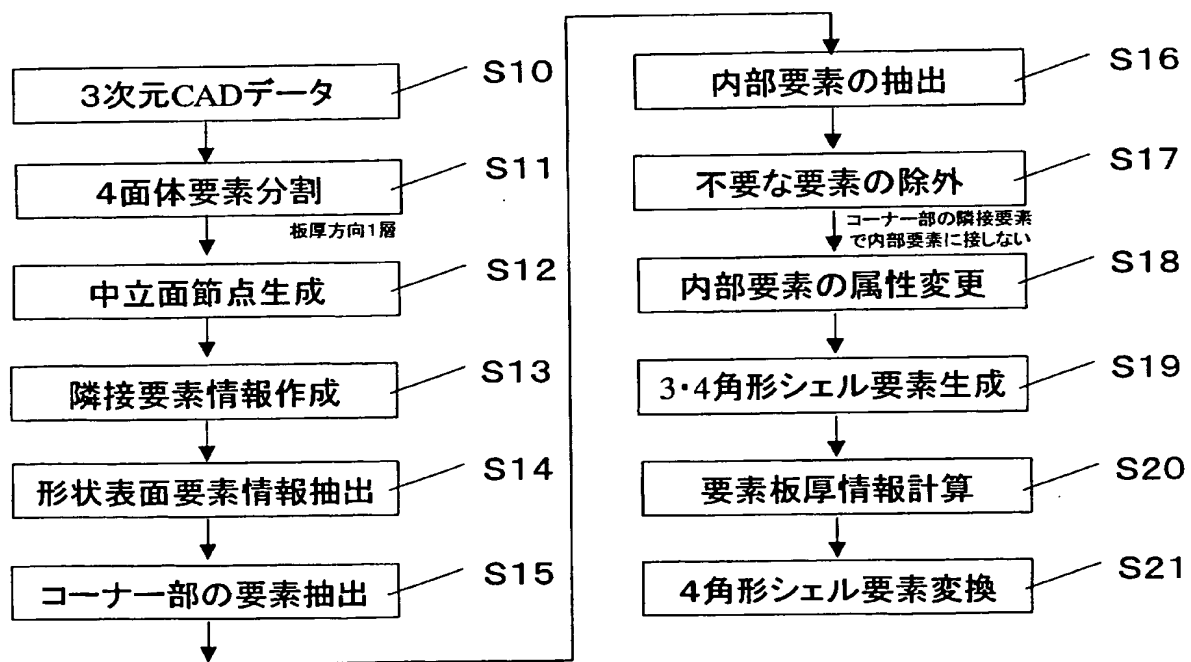 3次元CADデータ
S10
4面体要素分割
S11
板厚方向1層
中立面節点生成
S12
隣接要素情報作成
S13
形状表面要素情報抽出
S14
コーナー部の要素抽出
S15
内部要素の抽出
S16
不要な要素の除外
S17
コーナー部の隣接要素
で内部要素に接しない
内部要素の属性変更
S18
3・4角形シェル要素生成
S19
要素板厚情報計算
S20
4角形シェル要素変換
S21